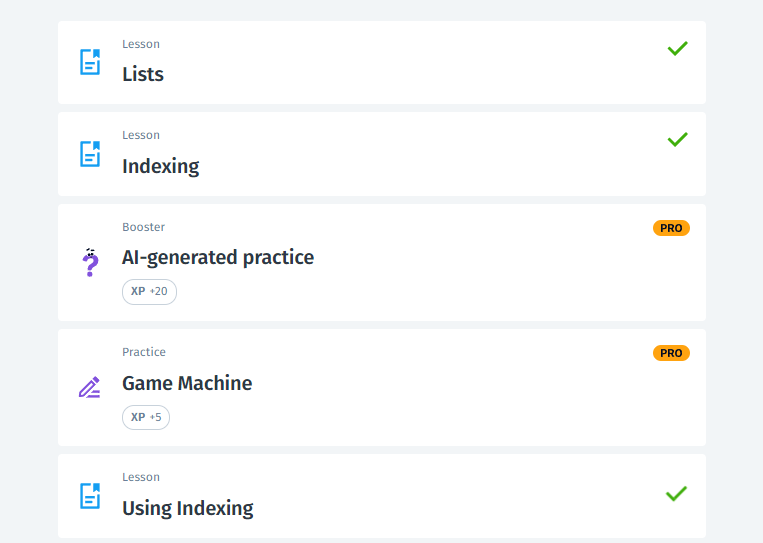 Lesson
Lists
Lesson
Indexing
Booster
PRO
AI-generated practice
XP +20
Practice
PRO
Game Machine
XP +5
Lesson
Using Indexing